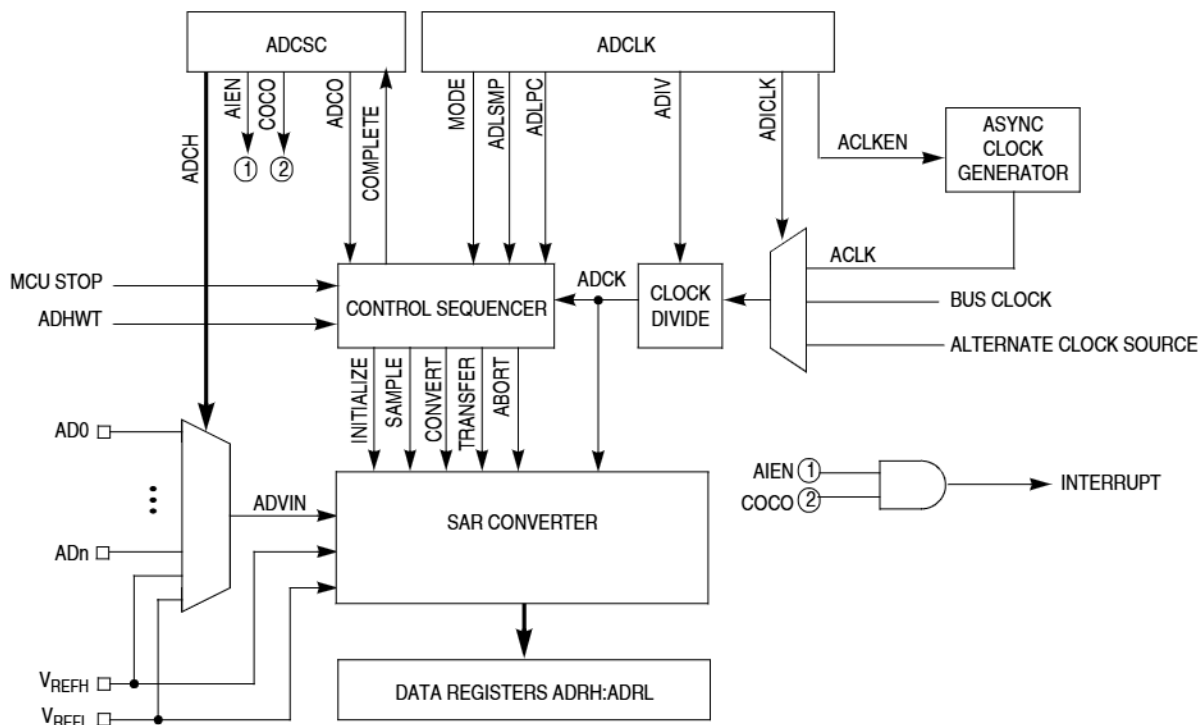 ADCSC
ADCLK
ADCH
AIEN
COCO
ADCO
COMPLETE
MODE
ADLSMP
ADLPC
ADIV
ADICLK
ACLKEN
ASYNC
CLOCK
GENERATOR
1
2
MCU STOP
ADHWT
CONTROL SEQUENCER
ADCK
CLOCK
DIVIDE
ACLK
BUS CLOCK
ALTERNATE CLOCK SOURCE
INITIALIZE
SAMPLE
CONVERT
TRANSFER
ABORT
AD0
•••
ADn
ADVIN
SAR CONVERTER
AIEN 1
COCO 2
INTERRUPT
VREFH
VREFL
DATA REGISTERS ADRH:ADRL